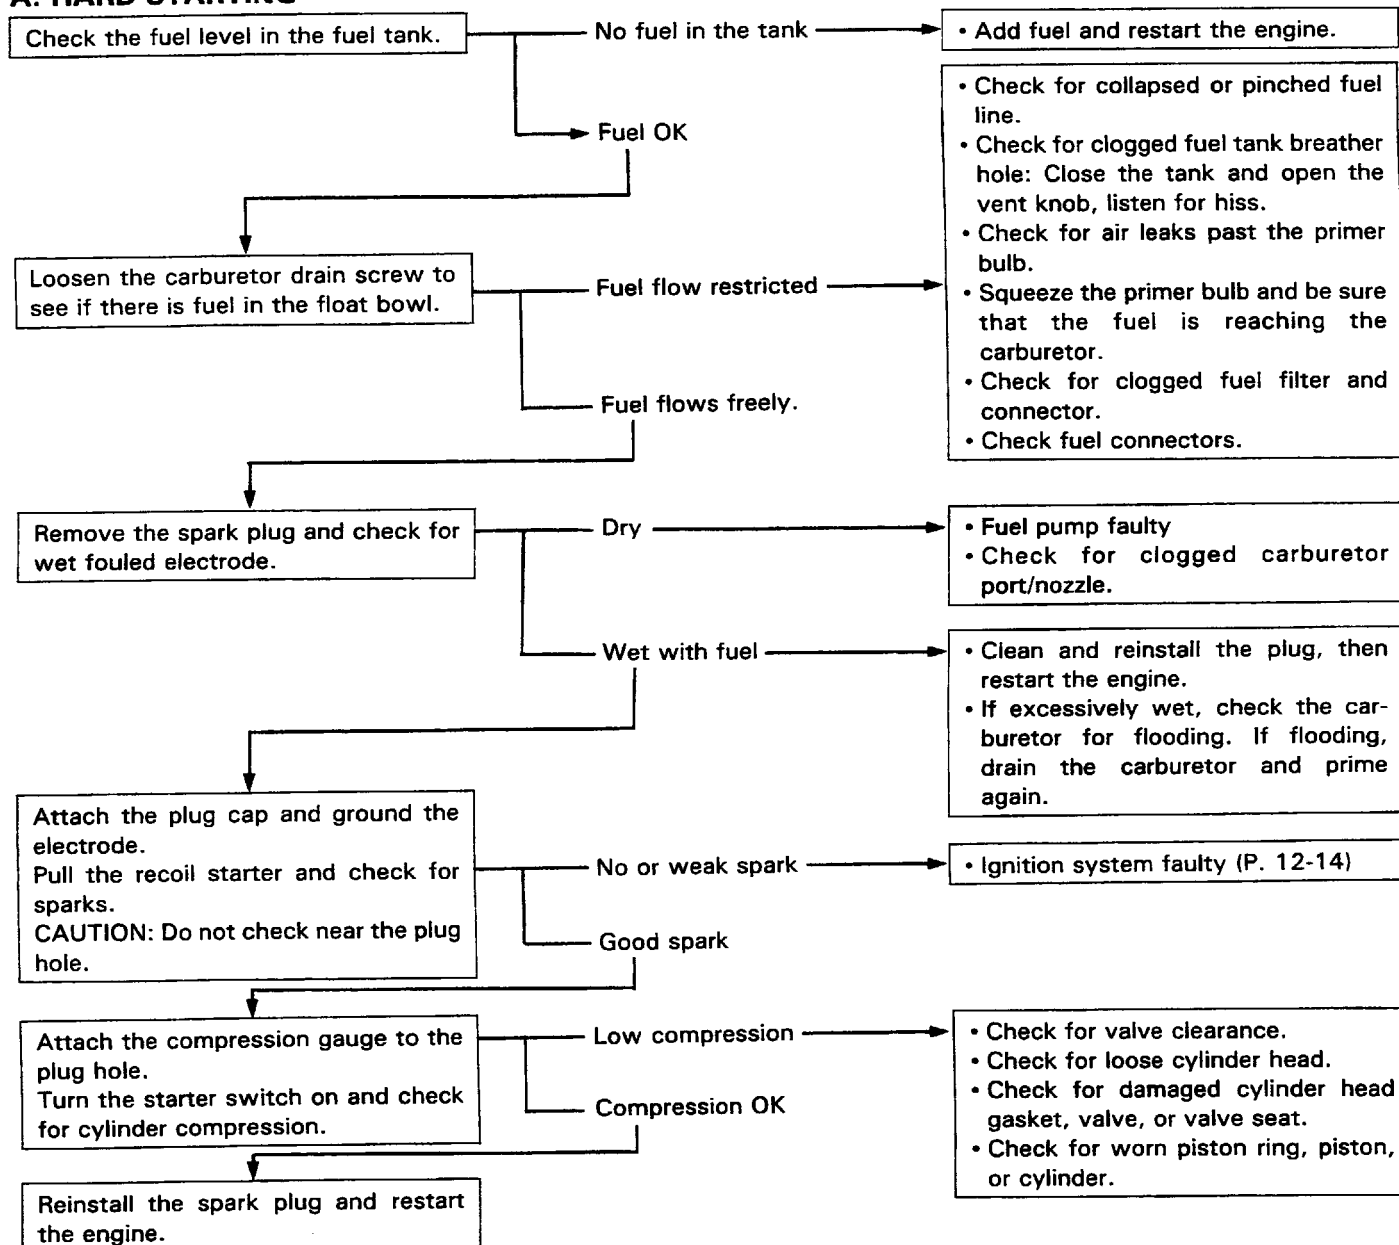 A. HARD STARTING
Check the fuel level in the fuel tank.
No fuel in the tank
• Add fuel and restart the engine.
Fuel OK
• Check for collapsed or pinched fuel
line.
• Check for clogged fuel tank breather
hole: Close the tank and open the
vent knob, listen for hiss.
• Check for air leaks past the primer
bulb.
• Squeeze the primer bulb and be sure
that the fuel is reaching the
carburetor.
• Check for clogged fuel filter and
connector.
• Check fuel connectors.
Loosen the carburetor drain screw to
see if there is fuel in the float bowl.
Fuel flow restricted
Fuel flows freely.
Remove the spark plug and check for
wet fouled electrode.
Dry
• Fuel pump faulty
• Check for clogged carburetor
port/nozzle.
Wet with fuel
• Clean and reinstall the plug, then
restart the engine.
• If excessively wet, check the car-
buretor for flooding. If flooding,
drain the carburetor and prime
again.
Attach the plug cap and ground the
electrode.
Pull the recoil starter and check for
sparks.
CAUTION: Do not check near the plug
hole.
No or weak spark
• Ignition system faulty (P. 12-14)
Good spark
Attach the compression gauge to the
plug hole.
Turn the starter switch on and check
for cylinder compression.
Low compression
• Check for valve clearance.
• Check for loose cylinder head.
• Check for damaged cylinder head
gasket, valve, or valve seat.
• Check for worn piston ring, piston,
or cylinder.
Compression OK
Reinstall the spark plug and restart
the engine.